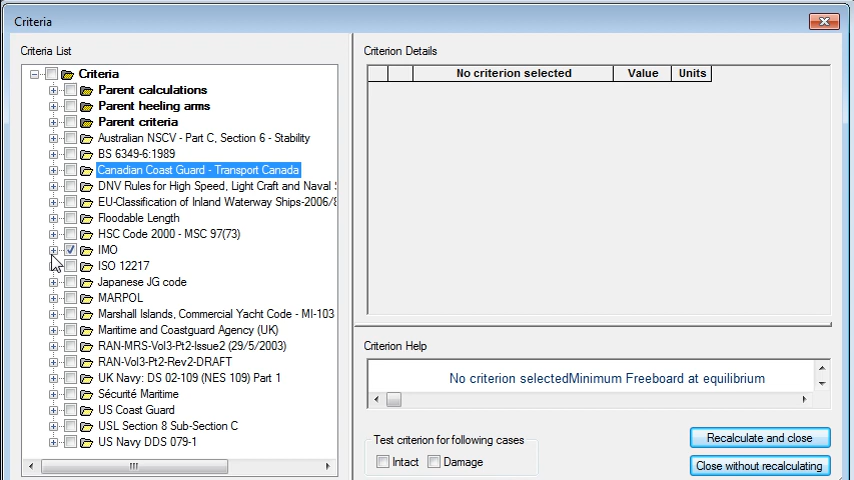 Criteria
Criteria List
Criteria
Parent calculations
Parent heeling arms
Parent criteria
Australian NSCV - Part C, Section 6 - Stability
BS 6349-6:1989
Canadian Coast Guard - Transport Canada
DNV Rules for High Speed, Light Craft and Naval
EU-Classification of Inland Waterway Ships-2006/8
Floodable Length
HSC Code 2000 - MSC 97(73)
IMO
ISO 12217
Japanese JG code
MARPOL
Marshall Islands, Commercial Yacht Code - MI-103
Maritime and Coastguard Agency (UK)
RAN-MRS-Vol3-Pt2-Issue2 (29/5/2003)
RAN-Vol3-Pt2-Rev2-DRAFT
UK Navy: DS 02-109 (NES 109) Part 1
Sécurité Maritime
US Coast Guard
USL Section 8 Sub-Section C
US Navy DDS 079-1
Criterion Details
No criterion selected Value Units
Criterion Help
No criterion selectedMinimum Freeboard at equilibrium
Test criterion for following cases
Intact Damage
Recalculate and close
Close without recalculating